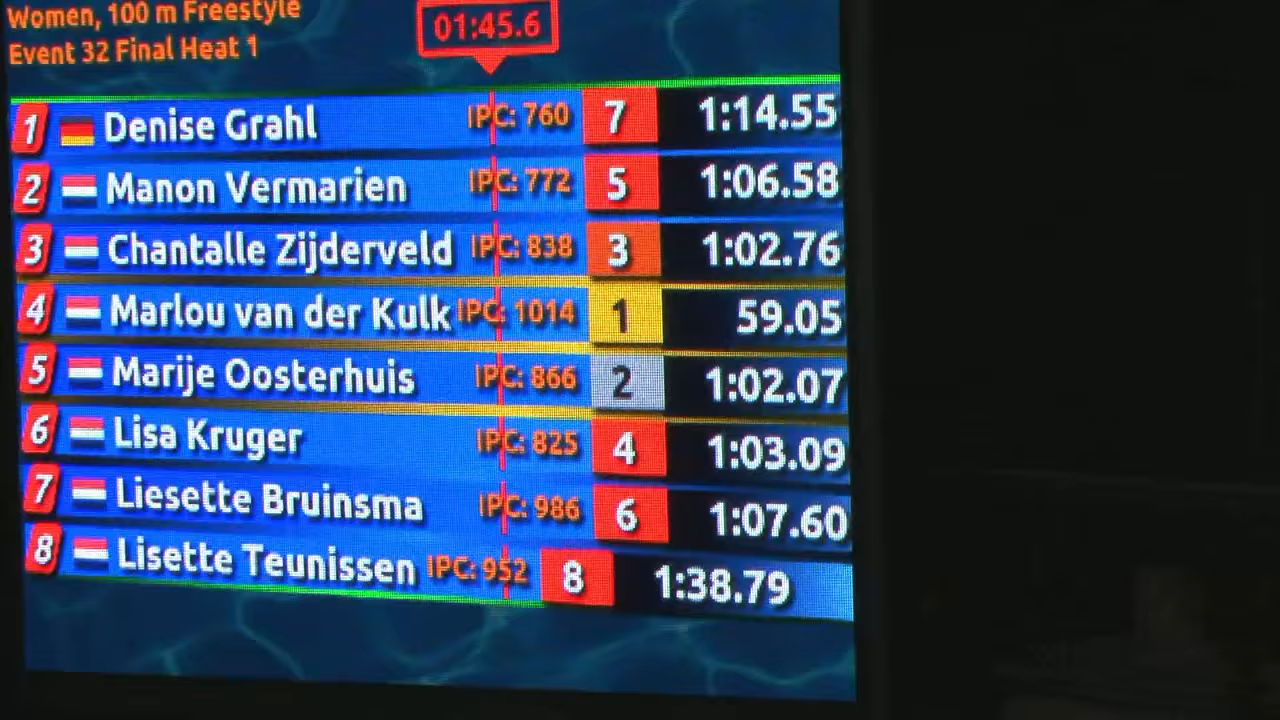 Women, 100 m Freestyle
Event 32 Final Heat 1
01:45.6
1 Denise Grahl IPC: 760 7 1:14.55
2 Manon Vermarien IPC: 772 5 1:06.58
3 Chantalle Zijderveld IPC: 838 3 1:02.76
4 Marlou van der Kulk IPC: 1014 1 59.05
5 Marije Oosterhuis IPC: 866 2 1:02.07
6 Lisa Kruger IPC: 825 4 1:03.09
7 Liesette Bruinsma IPC: 986 6 1:07.60
8 Lisette Teunissen IPC: 952 8 1:38.79